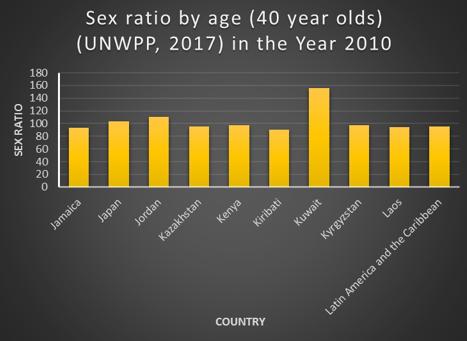 Sex ratio by age (40 year olds)
(UNWPP, 2017) in the Year 2010
SEX RATIO
180
160
140
120
100
80
60
40
20
0
Jamaica
Japan
Jordan
Kazakhstan
Kenya
Kiribati
Kuwait
Kyrgyzstan
Laos
Latin America and the Caribbean
COUNTRY